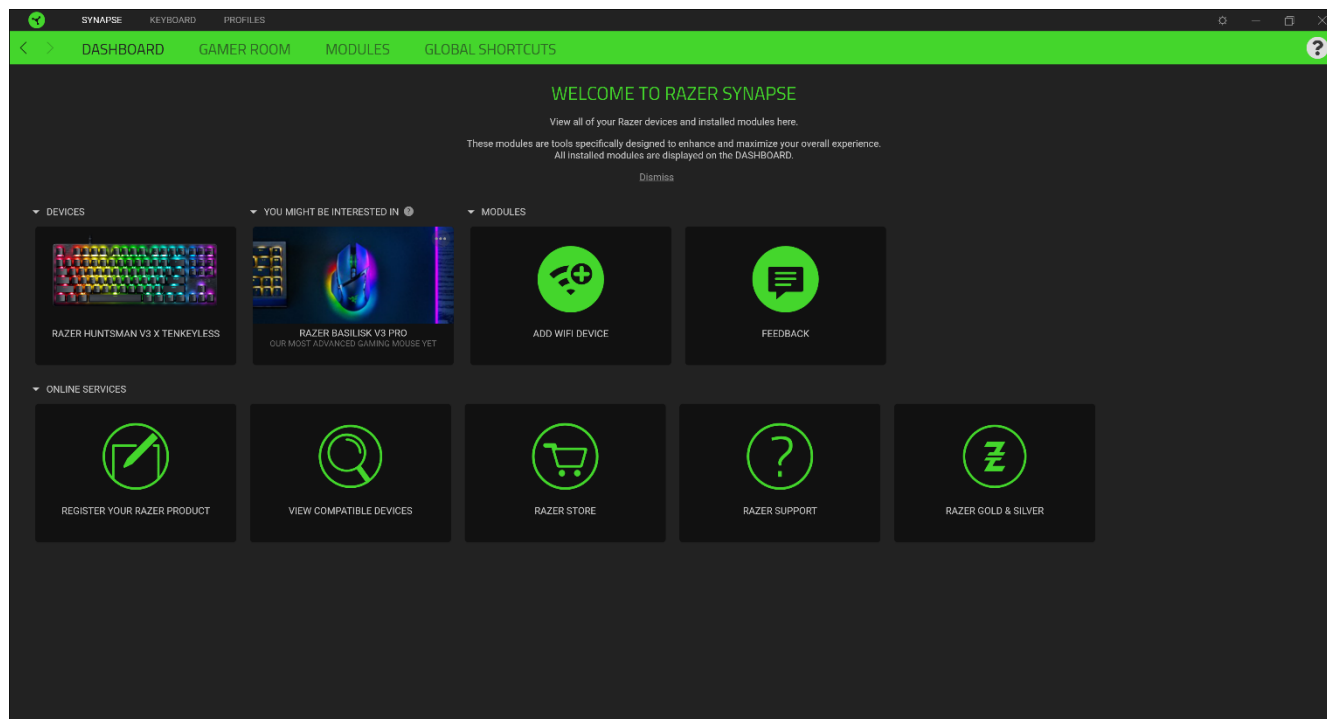 SYNAPSE KEYBOARD PROFILES
DASHBOARD GAMER ROOM MODULES GLOBAL SHORTCUTS
?
WELCOME TO RAZER SYNAPSE
View all of your Razer devices and installed modules here.
These modules are tools specifically designed to enhance and maximize your overall experience.
All installed modules are displayed on the DASHBOARD.
Dismiss
DEVICES
RAZER HUNTSMAN V3 X TENKEYLESS
YOU MIGHT BE INTERESTED IN ?
RAZER BASILISK V3 PRO
OUR MOST ADVANCED GAMING MOUSE YET
MODULES
ADD WIFI DEVICE
FEEDBACK
ONLINE SERVICES
REGISTER YOUR RAZER PRODUCT
VIEW COMPATIBLE DEVICES
RAZER STORE
?
RAZER SUPPORT
RAZER GOLD & SILVER